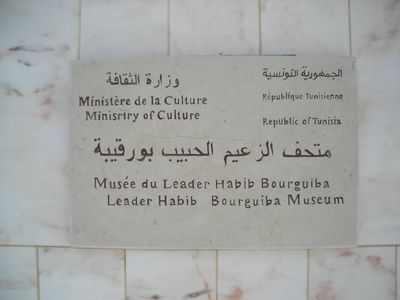 الجمهورية التونسية
République Tunisienne
Republic of Tunisia
وزارة الثقافة
Ministère de la Culture
Minisrtry of Culture
متحف الزعيم الحبيب بورقيبة
Musée du Leader Habib Bourguiba
Leader Habib Bourguiba Museum